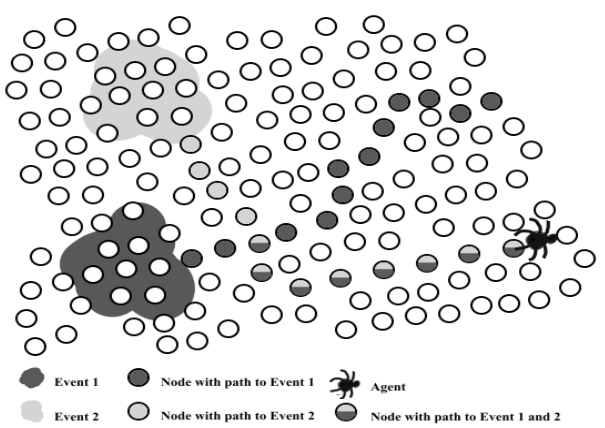 Event 1 Node with path to Event 1 Agent
Event 2 Node with path to Event 2 Node with path to Event 1 and 2